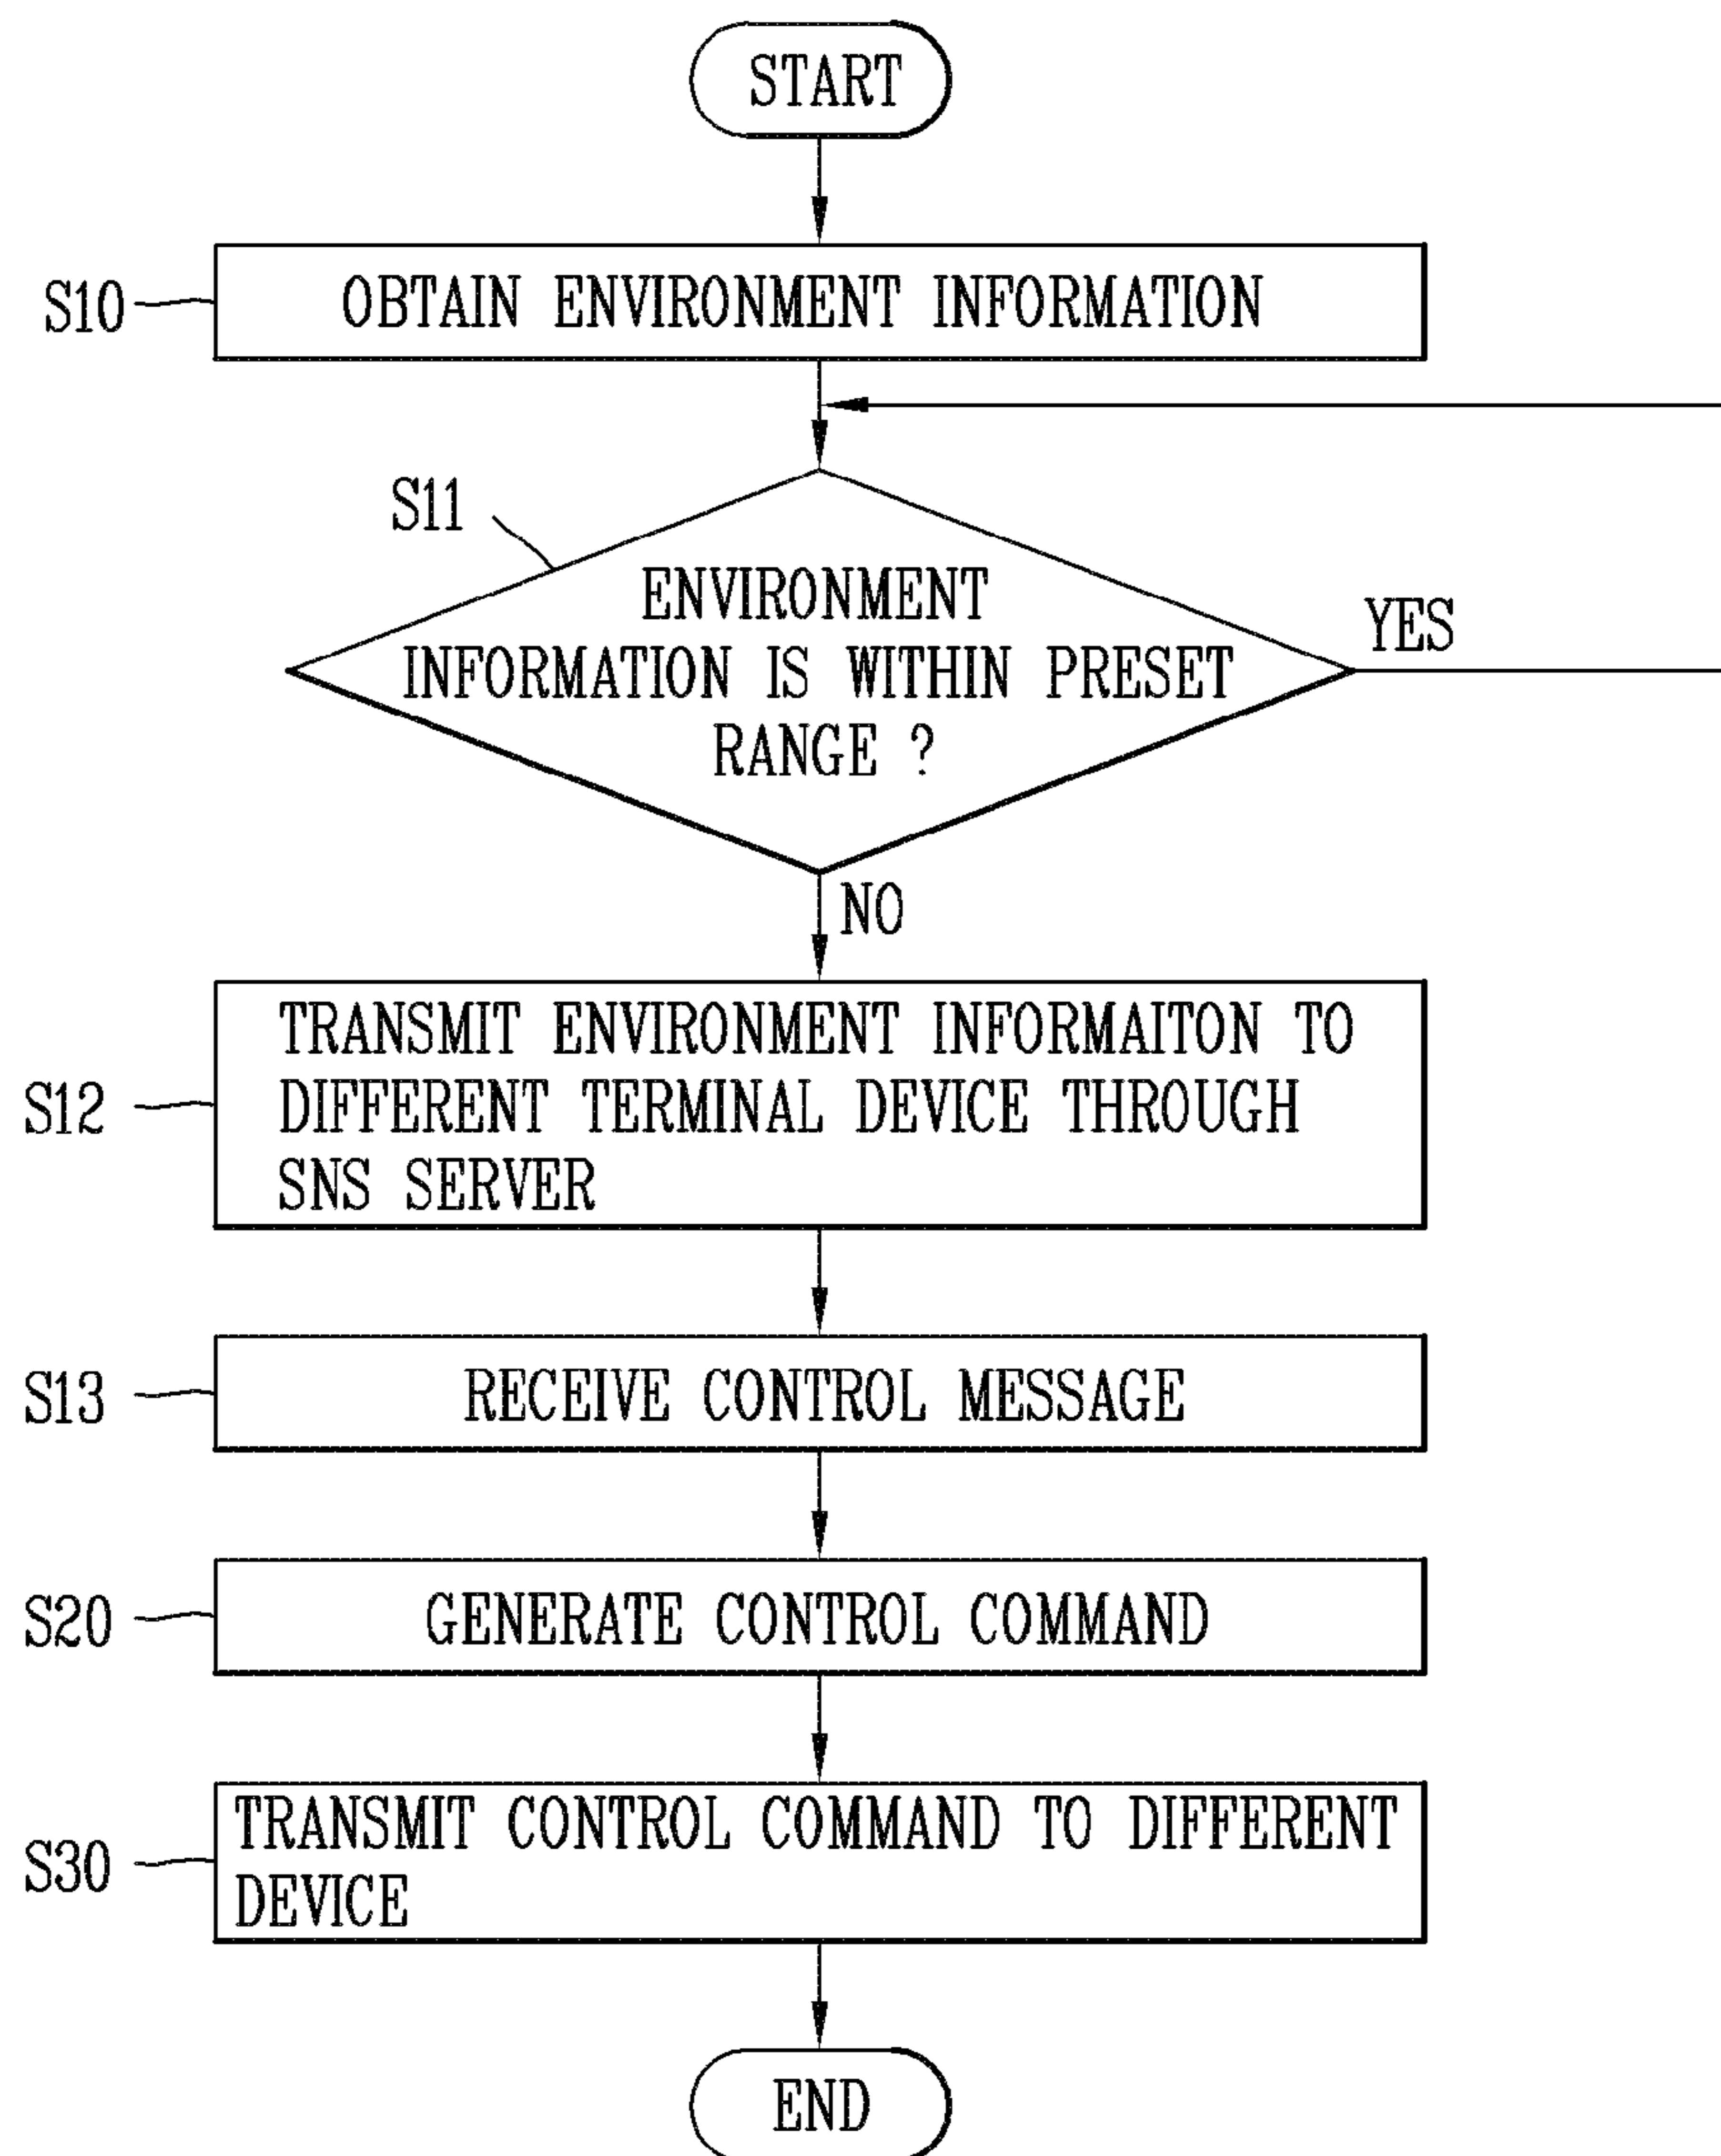 START
S10
OBTAIN ENVIRONMENT INFORMATION
S11
ENVIRONMENT
INFORMATION IS WITHIN PRESET
RANGE ?
YES
NO
S12
TRANSMIT ENVIRONMENT INFORMAITON TO
DIFFERENT TERMINAL DEVICE THROUGH
SNS SERVER
S13
RECEIVE CONTROL MESSAGE
S20
GENERATE CONTROL COMMAND
S30
TRANSMIT CONTROL COMMAND TO DIFFERENT
DEVICE
END